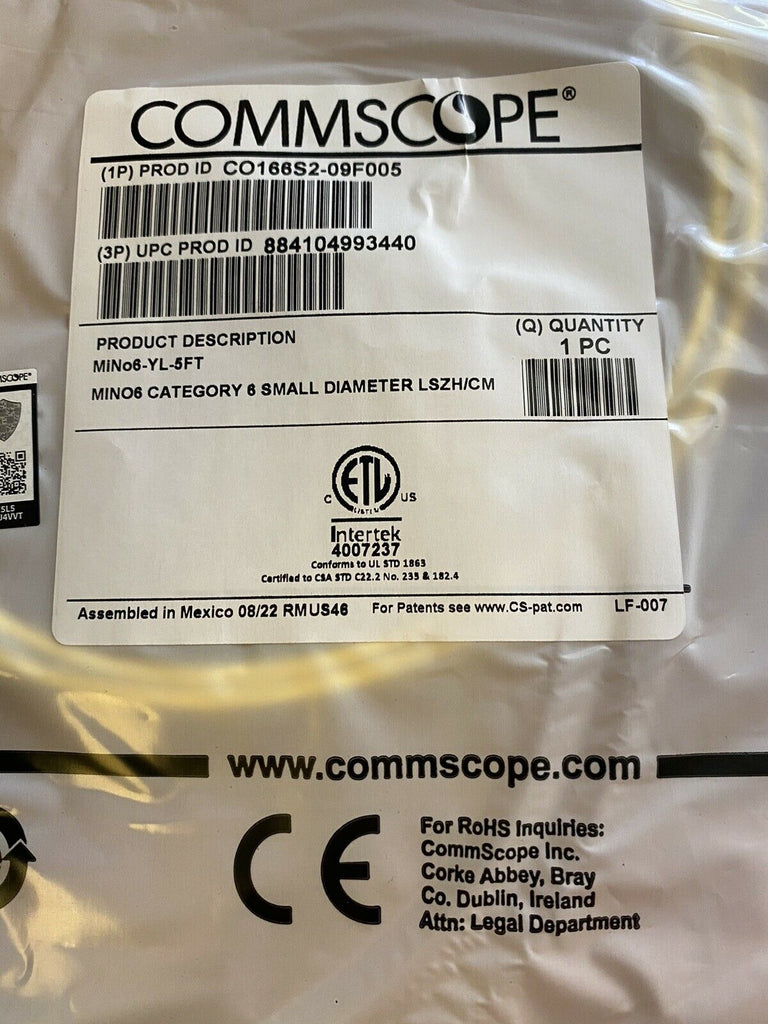 COMMSCOPE®
(1P) PROD ID CO166S2-09F005
(3P) UPC PROD ID 884104993440
PRODUCT DESCRIPTION
MiNo6-YL-5FT
MINO6 CATEGORY 6 SMALL DIAMETER LSZH/CM
(Q) QUANTITY
1 PC
ETL
C US
LISTED
Intertek
4007237
Conforms to UL STD 1863
Certified to CSA STD C22.2 No. 233 & 182.4
Assembled in Mexico 08/22 RMUS46 For Patents see www.CS-pat.com LF-007
www.commscope.com
CE
For RoHS Inquiries:
CommScope Inc.
Corke Abbey, Bray
Co. Dublin, Ireland
Attn: Legal Department